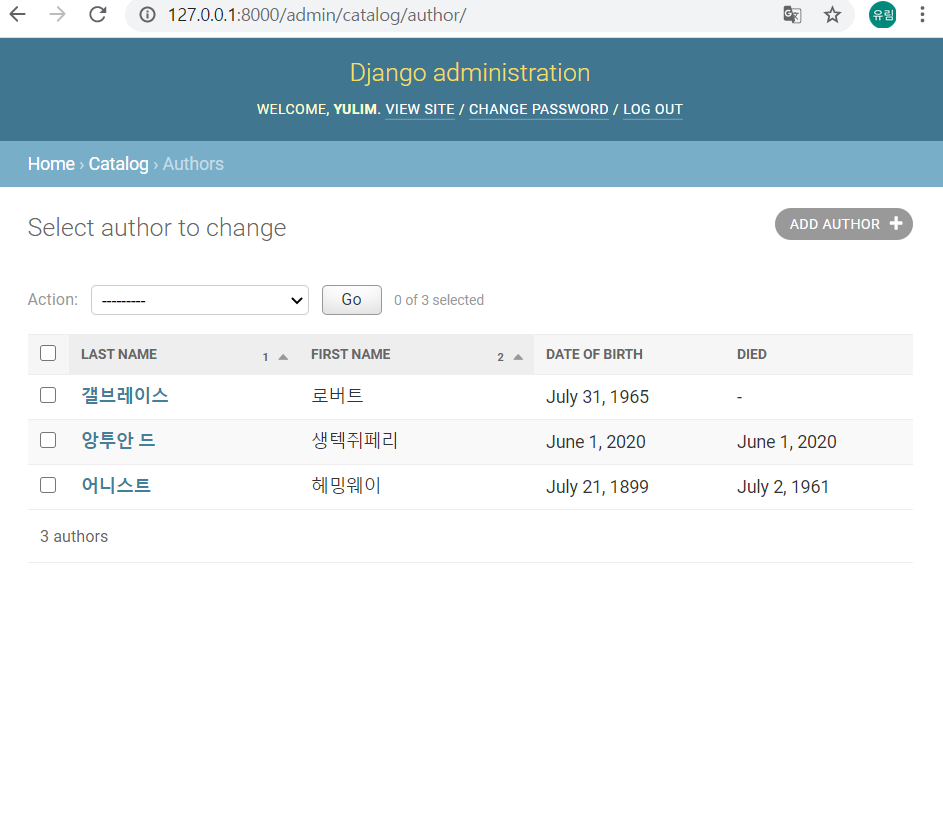 127.0.0.1:8000/admin/catalog/author/
유림
Django administration
WELCOME, YULIM. VIEW SITE / CHANGE PASSWORD / LOG OUT
Home › Catalog › Authors
Select author to change
ADD AUTHOR +
Action: --------- Go 0 of 3 selected
LAST NAME 1 FIRST NAME 2 DATE OF BIRTH DIED
갤브레이스 로버트 July 31, 1965 -
앙투안 드 생텍쥐페리 June 1, 2020 June 1, 2020
어니스트 헤밍웨이 July 21, 1899 July 2, 1961
3 authors